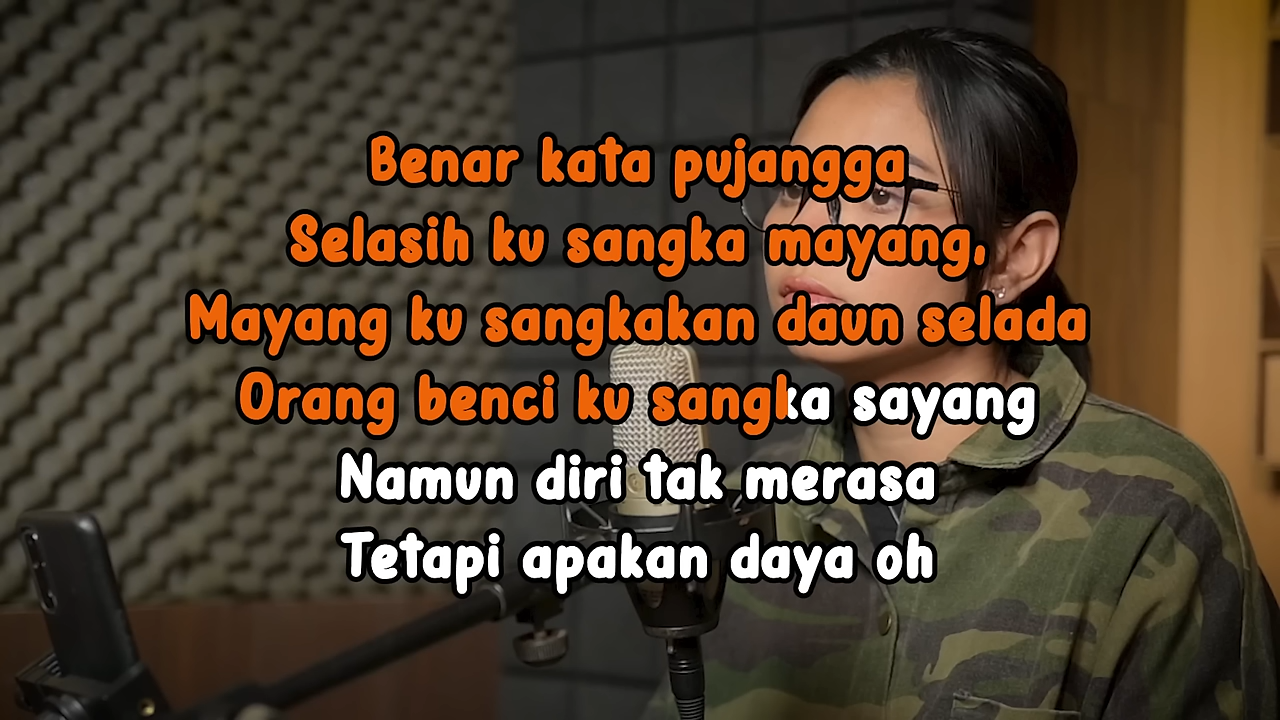 Benar kata pujangga
Selasih ku sangka mayang,
Mayang ku sangkakan daun selada
Orang benci ku sangka sayang
Namun diri tak merasa
Tetapi apakan daya oh